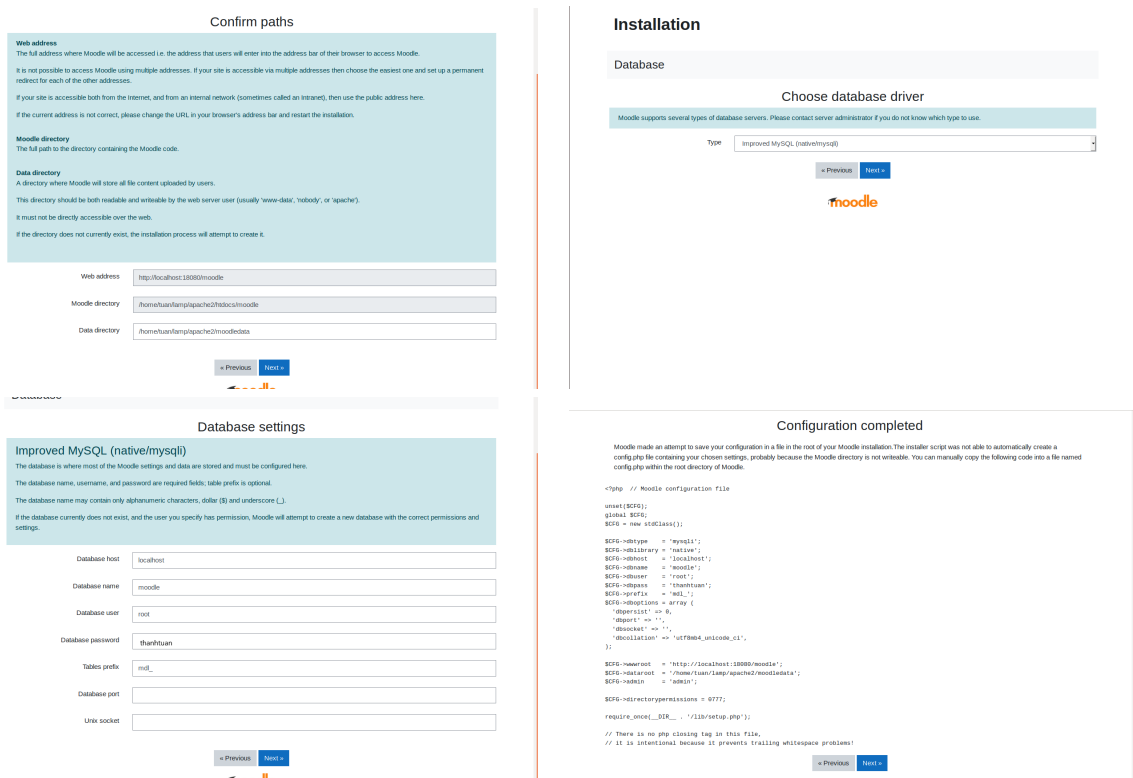 Confirm paths
Web address
The full address where Moodle will be accessed i.e. the address that users will enter into the address bar of their browser to access Moodle.
It is not possible to access Moodle using multiple addresses. If your site is accessible via multiple addresses then choose the easiest one and set up a permanent
redirect for each of the other addresses.
If your site is accessible both from the Internet, and from an internal network (sometimes called an Intranet), then use the public address here.
If the current address is not correct, please change the URL in your browser's address bar and restart the installation.
Moodle directory
The full path to the directory containing the Moodle code.
Data directory
A directory where Moodle will store all file content uploaded by users.
This directory should be both readable and writeable by the web server user (usually 'www-data', 'nobody', or 'apache').
It must not be directly accessible over the web.
If the directory does not currently exist, the installation process will attempt to create it.
Web address http://localhost:18080/moodle
Moodle directory /home/tuan/lamp/apache2/htdocs/moodle
Data directory /home/tuan/lamp/apache2/moodledata
« Previous Next »
moodle
Installation
Database
Choose database driver
Moodle supports several types of database servers. Please contact server administrator if you do not know which type to use.
Type Improved MySQL (native/mysqli)
« Previous Next »
moodle
Database
Database settings
Improved MySQL (native/mysqli)
The database is where most of the Moodle settings and data are stored and must be configured here.
The database name, username, and password are required fields; table prefix is optional.
The database name may contain only alphanumeric characters, dollar ($) and underscore (_).
If the database currently does not exist, and the user you specify has permission, Moodle will attempt to create a new database with the correct permissions and
settings.
Database host localhost
Database name moodle
Database user root
Database password thanhtuan
Tables prefix mdl_
Database port
Unix socket
« Previous Next »
Configuration completed
Moodle made an attempt to save your configuration in a file in the root of your Moodle installation.The installer script was not able to automatically create a
config.php file containing your chosen settings, probably because the Moodle directory is not writeable. You can manually copy the following code into a file named
config.php within the root directory of Moodle.
<?php  // Moodle configuration file
unset($CFG);
global $CFG;
$CFG = new stdClass();
$CFG->dbtype    = 'mysqli';
$CFG->dblibrary = 'native';
$CFG->dbhost    = 'localhost';
$CFG->dbname    = 'moodle';
$CFG->dbuser    = 'root';
$CFG->dbpass    = 'thanhtuan';
$CFG->prefix    = 'mdl_';
$CFG->dboptions = array (
  'dbpersist' => 0,
  'dbport' => '',
  'dbsocket' => '',
  'dbcollation' => 'utf8mb4_unicode_ci',
);
$CFG->wwwroot   = 'http://localhost:18080/moodle';
$CFG->dataroot  = '/home/tuan/lamp/apache2/moodledata';
$CFG->admin     = 'admin';
$CFG->directorypermissions = 0777;
require_once(__DIR__ . '/lib/setup.php');
// There is no php closing tag in this file,
// it is intentional because it prevents trailing whitespace problems!
« Previous Next »